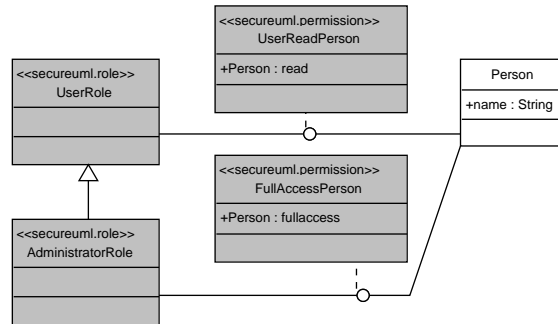 <<secureuml.permission>>
UserReadPerson
+Person : read
<<secureuml.role>>
UserRole
Person
+name : String
<<secureuml.permission>>
FullAccessPerson
+Person : fullaccess
<<secureuml.role>>
AdministratorRole